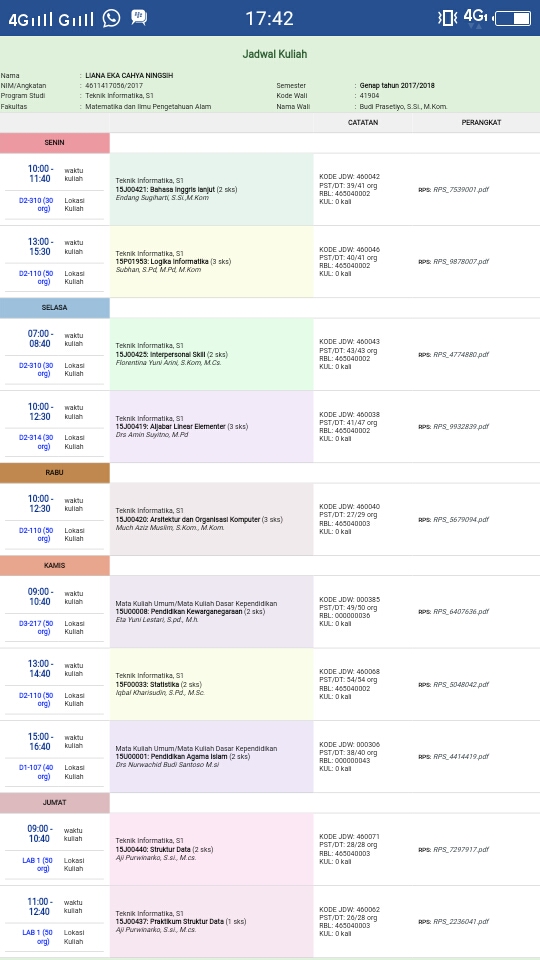 4G 17:42 4G
Jadwal Kuliah
Nama : LIANA EKA CAHYA NINGSIH
NIM/Angkatan : 4611417056/2017 Semester : Genap tahun 2017/2018
Program Studi : Teknik Informatika, S1 Kode Wali : 41904
Fakultas : Matematika dan Ilmu Pengetahuan Alam Nama Wali : Budi Prasetiyo, S.Si., M.Kom.
CATATAN PERANGKAT
SENIN
10:00 - 11:40 waktu kuliah
D2-310 (30 org) Lokasi Kuliah
Teknik Informatika, S1
15J00421: Bahasa Inggris lanjut (2 sks)
Endang Sugiharti, S.Si.,M.Kom
KODE JDW: 460042
PST/DT: 39/41 org
RBL: 465040002
KUL: 0 kali
RPS: RPS_7539001.pdf
13:00 - 15:30 waktu kuliah
D2-110 (50 org) Lokasi Kuliah
Teknik Informatika, S1
15P01953: Logika Informatika (3 sks)
Subhan, S.Pd, M.Pd, M.Kom
KODE JDW: 460046
PST/DT: 40/41 org
RBL: 465040002
KUL: 0 kali
RPS: RPS_9878007.pdf
SELASA
07:00 - 08:40 waktu kuliah
D2-310 (30 org) Lokasi Kuliah
Teknik Informatika, S1
15J00425: Interpersonal Skill (2 sks)
Florentina Yuni Arini, S.Kom, M.Cs.
KODE JDW: 460043
PST/DT: 43/43 org
RBL: 465040002
KUL: 0 kali
RPS: RPS_4774880.pdf
10:00 - 12:30 waktu kuliah
D2-314 (30 org) Lokasi Kuliah
Teknik Informatika, S1
15J00419: Aljabar Linear Elementer (3 sks)
Drs Amin Suyitno, M.Pd
KODE JDW: 460038
PST/DT: 41/47 org
RBL: 465040002
KUL: 0 kali
RPS: RPS_9932839.pdf
RABU
10:00 - 12:30 waktu kuliah
D2-110 (50 org) Lokasi Kuliah
Teknik Informatika, S1
15J00420: Arsitektur dan Organisasi Komputer (3 sks)
Much Aziz Muslim, S.Kom., M.Kom.
KODE JDW: 460040
PST/DT: 27/29 org
RBL: 465040003
KUL: 0 kali
RPS: RPS_5679094.pdf
KAMIS
09:00 - 10:40 waktu kuliah
D3-217 (50 org) Lokasi Kuliah
Mata Kuliah Umum/Mata Kuliah Dasar Kependidikan
15U00008: Pendidikan Kewarganegaraan (2 sks)
Eta Yuni Lestari, S.pd., M.h.
KODE JDW: 000385
PST/DT: 49/50 org
RBL: 000000036
KUL: 0 kali
RPS: RPS_6407636.pdf
13:00 - 14:40 waktu kuliah
D2-110 (50 org) Lokasi Kuliah
Teknik Informatika, S1
15F00033: Statistika (2 sks)
Iqbal Kharisudin, S.Pd., M.Sc.
KODE JDW: 460068
PST/DT: 54/54 org
RBL: 465040002
KUL: 0 kali
RPS: RPS_5048042.pdf
15:00 - 16:40 waktu kuliah
D1-107 (40 org) Lokasi Kuliah
Mata Kuliah Umum/Mata Kuliah Dasar Kependidikan
15U00001: Pendidikan Agama Islam (2 sks)
Drs Nurwachid Budi Santoso M.si
KODE JDW: 000306
PST/DT: 38/40 org
RBL: 000000043
KUL: 0 kali
RPS: RPS_4414419.pdf
JUM'AT
09:00 - 10:40 waktu kuliah
LAB 1 (50 org) Lokasi Kuliah
Teknik Informatika, S1
15J00440: Struktur Data (2 sks)
Aji Purwinarko, S.si., M.cs.
KODE JDW: 460071
PST/DT: 28/28 org
RBL: 465040003
KUL: 0 kali
RPS: RPS_7297917.pdf
11:00 - 12:40 waktu kuliah
LAB 1 (50 org) Lokasi Kuliah
Teknik Informatika, S1
15J00437: Praktikum Struktur Data (1 sks)
Aji Purwinarko, S.si., M.cs.
KODE JDW: 460062
PST/DT: 26/28 org
RBL: 465040003
KUL: 0 kali
RPS: RPS_2236041.pdf